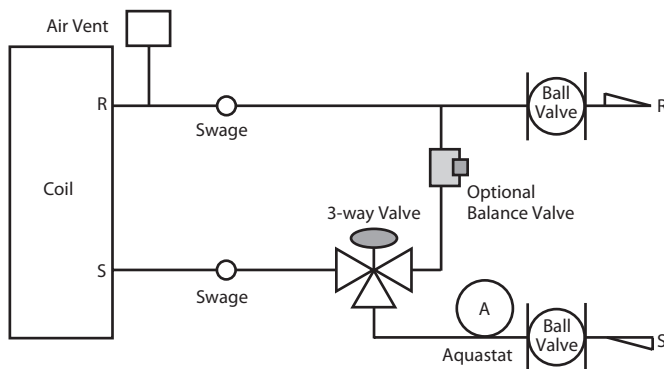 Air Vent
R
Swage
Ball
Valve
R
Coil
Optional
Balance Valve
3-way Valve
S
Swage
A
Aquastat
Ball
Valve
S